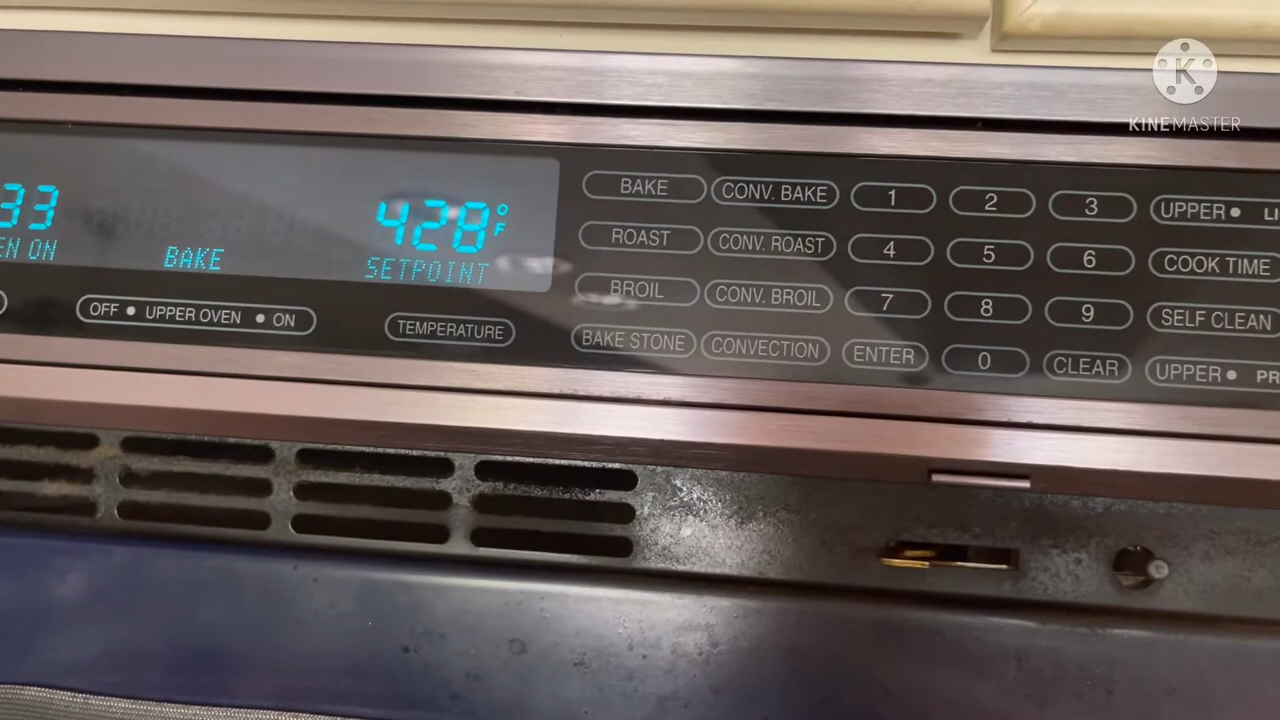 K
KINEMASTER
33
EN ON
BAKE
428°F
SETPOINT
OFF • UPPER OVEN • ON
TEMPERATURE
BAKE CONV. BAKE 1 2 3 UPPER •
ROAST CONV. ROAST 4 5 6 COOK TIME
BROIL CONV. BROIL 7 8 9 SELF CLEAN
BAKE STONE CONVECTION ENTER 0 CLEAR UPPER •